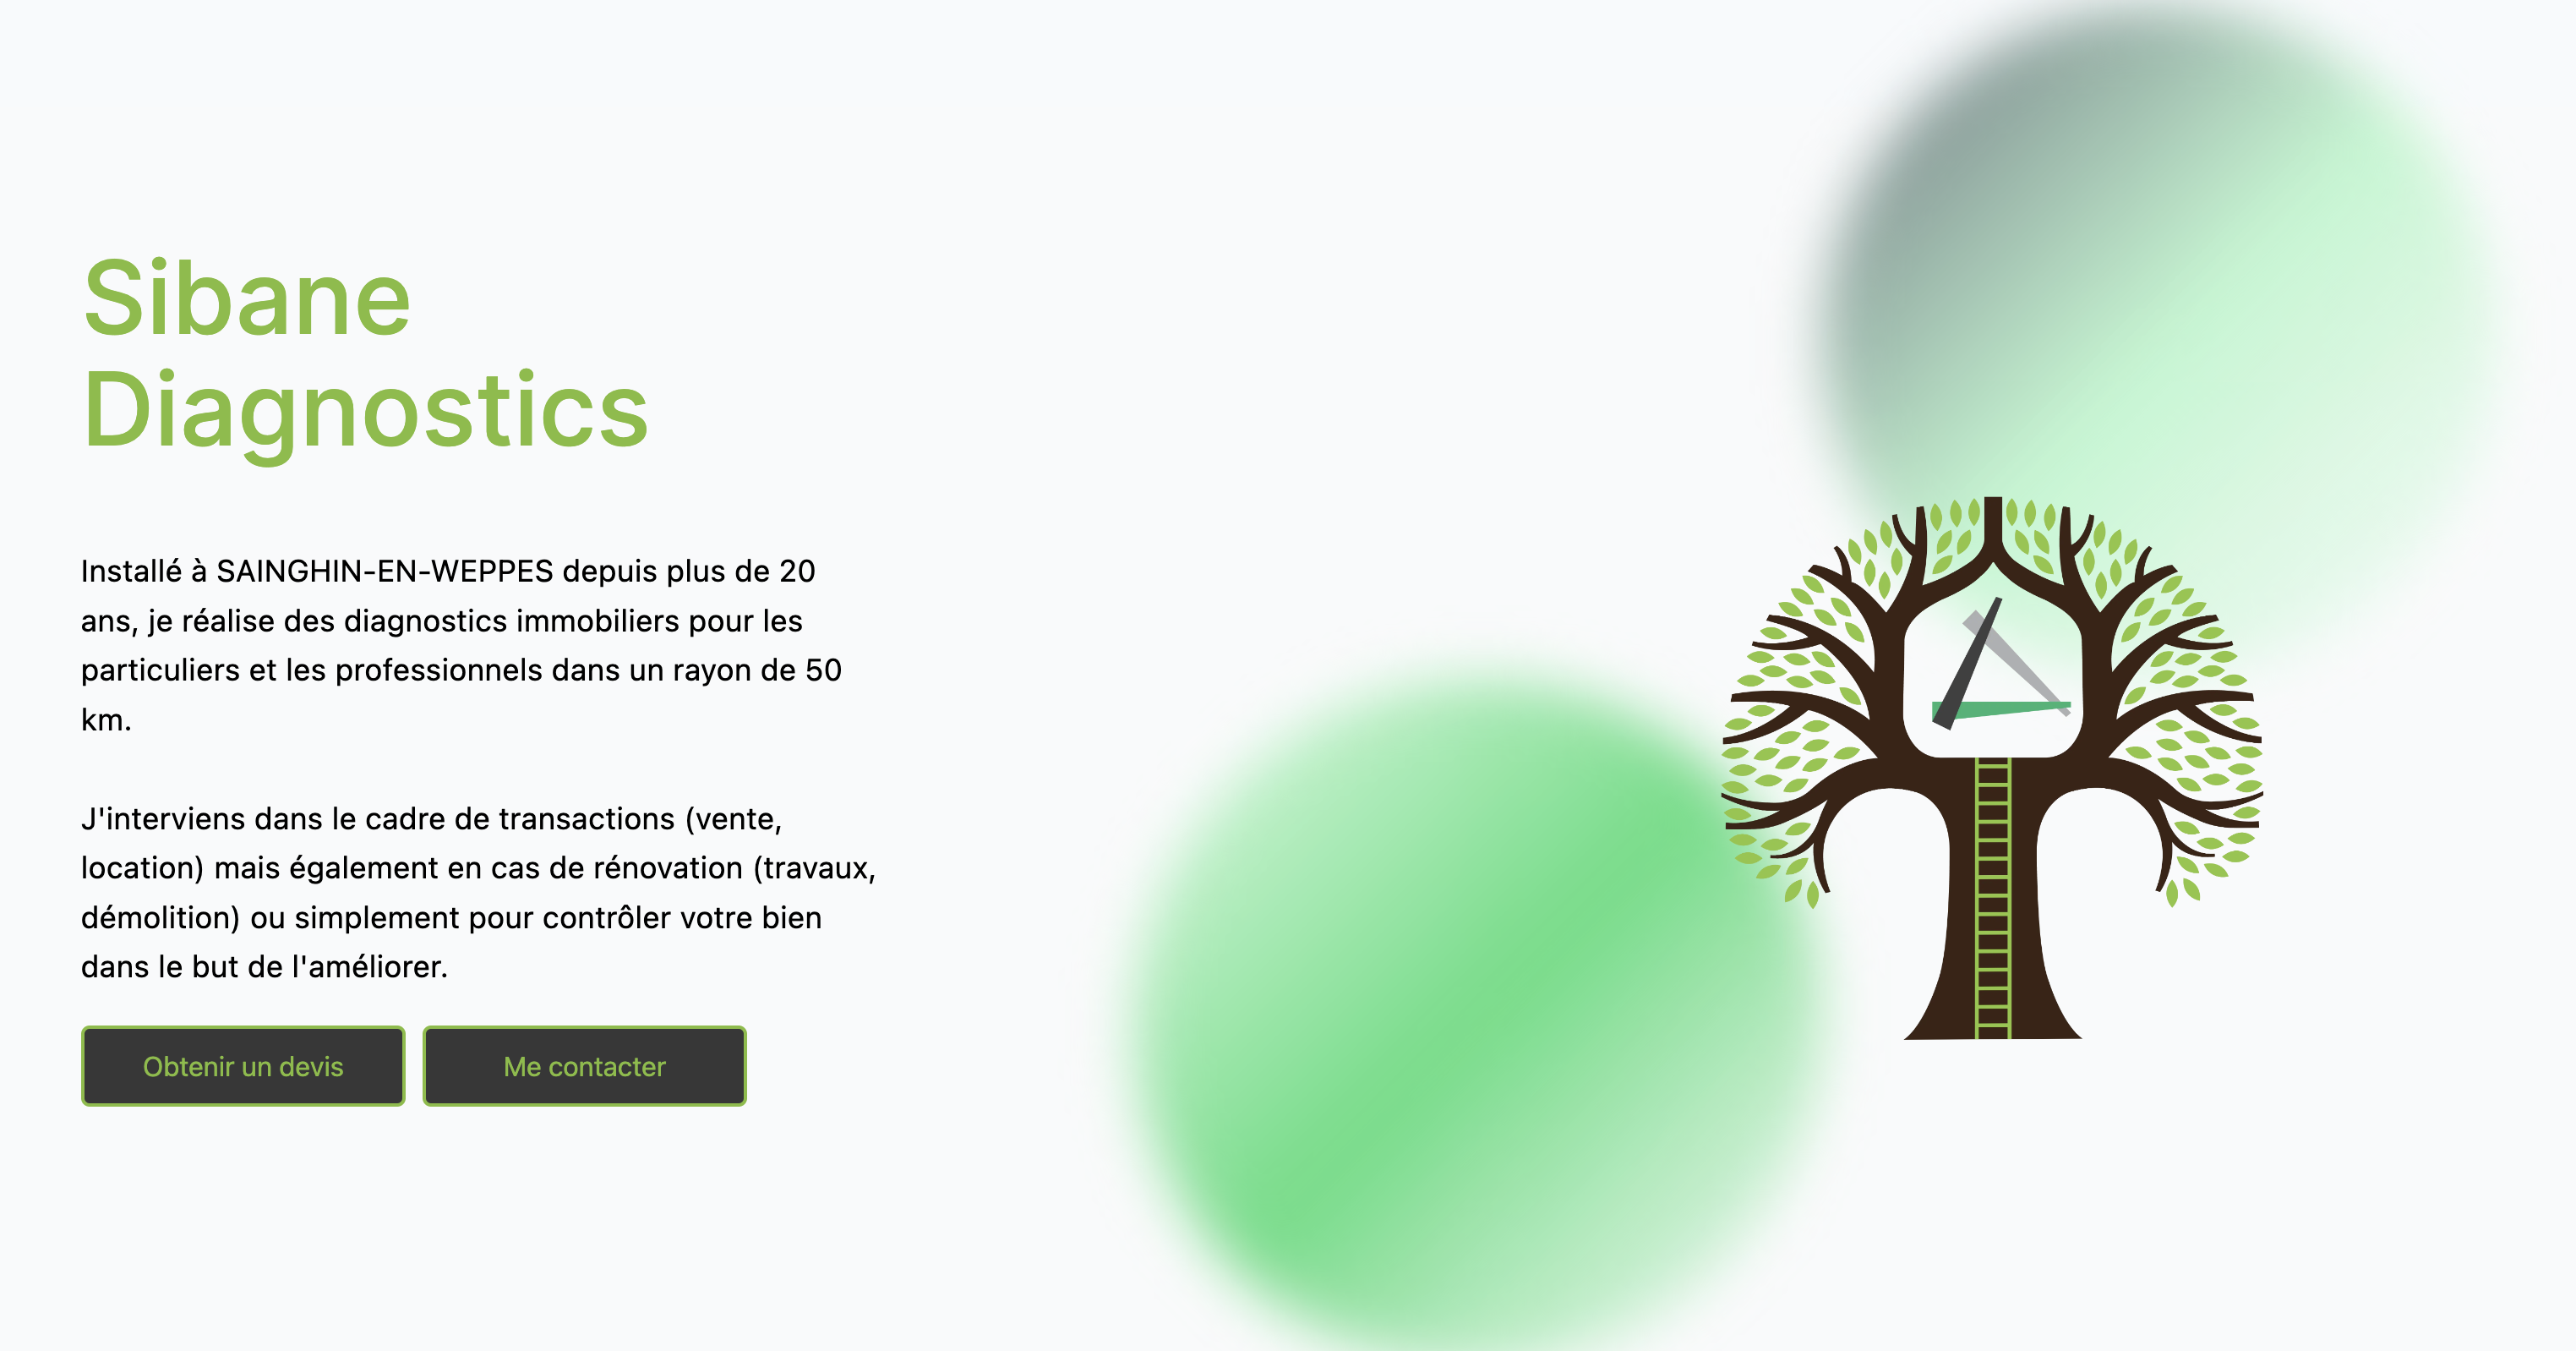 Sibane
Diagnostics
Installé à SAINGHIN-EN-WEPPES depuis plus de 20
ans, je réalise des diagnostics immobiliers pour les
particuliers et les professionnels dans un rayon de 50
km.
J'interviens dans le cadre de transactions (vente,
location) mais également en cas de rénovation (travaux,
démolition) ou simplement pour contrôler votre bien
dans le but de l'améliorer.
Obtenir un devis
Me contacter